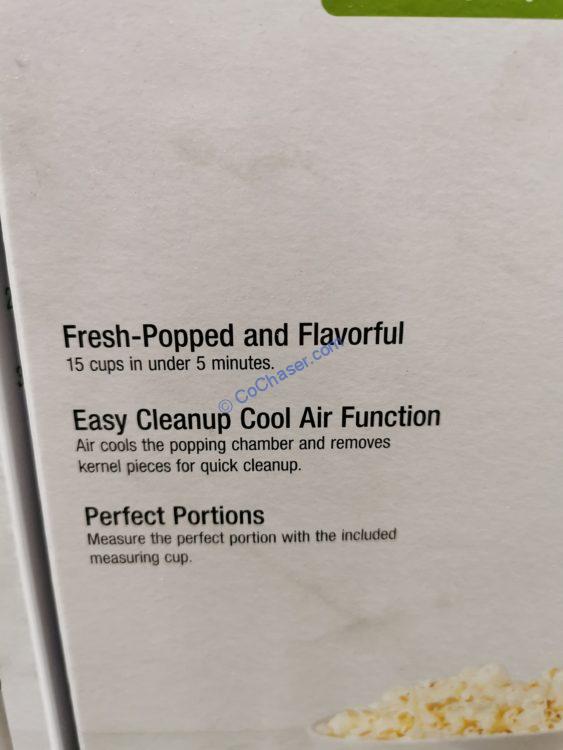 Fresh-Popped and Flavorful
15 cups in under 5 minutes.
© CoChaser.com
Easy Cleanup Cool Air Function
Air cools the popping chamber and removes
kernel pieces for quick cleanup.
Perfect Portions
Measure the perfect portion with the included
measuring cup.